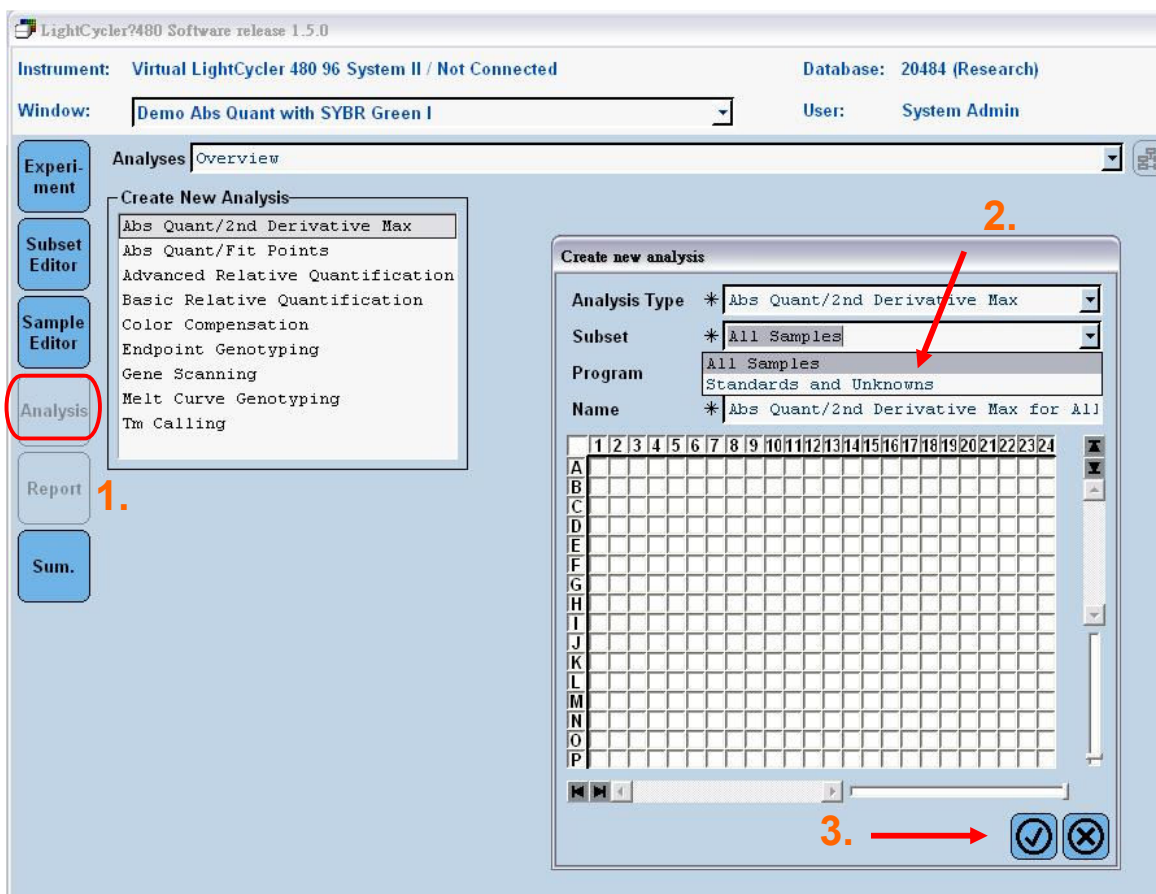 LightCycler?480 Software release 1.5.0
Instrument: Virtual LightCycler 480 96 System II / Not Connected Database: 20484 (Research)
Window: Demo Abs Quant with SYBR Green I User: System Admin
Experi-
ment
Subset
Editor
Sample
Editor
Analysis
Report
Sum.
1.
Analyses Overview
Create New Analysis
Abs Quant/2nd Derivative Max
Abs Quant/Fit Points
Advanced Relative Quantification
Basic Relative Quantification
Color Compensation
Endpoint Genotyping
Gene Scanning
Melt Curve Genotyping
Tm Calling
2.
Create new analysis
Analysis Type * Abs Quant/2nd Derivative Max
Subset * All Samples
All Samples
Program
Standards and Unknowns
Name * Abs Quant/2nd Derivative Max for All
1 2 3 4 5 6 7 8 9 10 11 12 13 14 15 16 17 18 19 20 21 22 23 24
A
B
C
D
E
F
G
H
I
J
K
L
M
N
O
P
3.